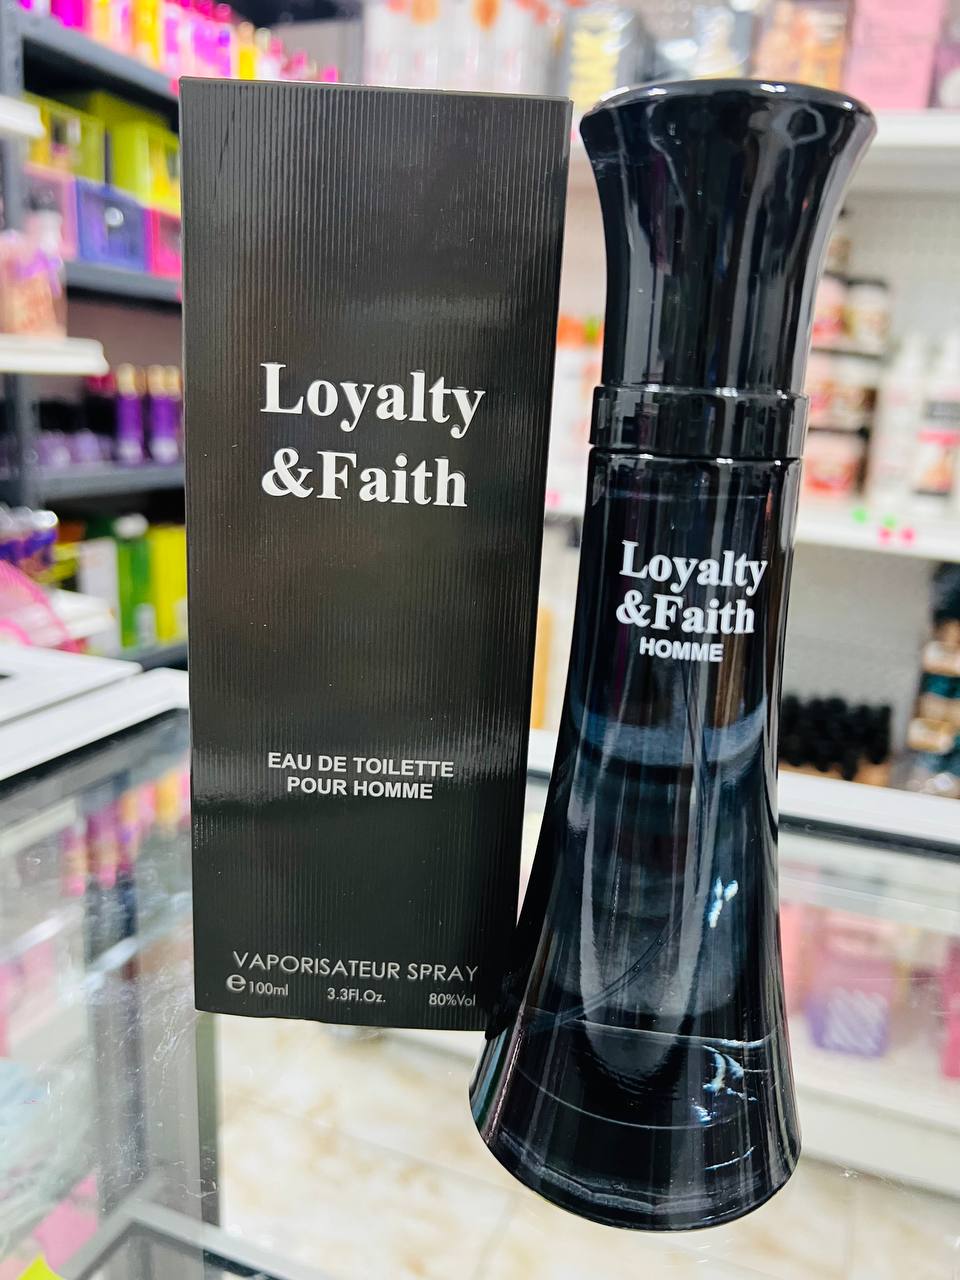 Loyalty
&Faith
EAU DE TOILETTE
POUR HOMME
VAPORISATEUR SPRAY
℮100ml 3.3Fl.Oz. 80%Vol
Loyalty
&Faith
HOMME